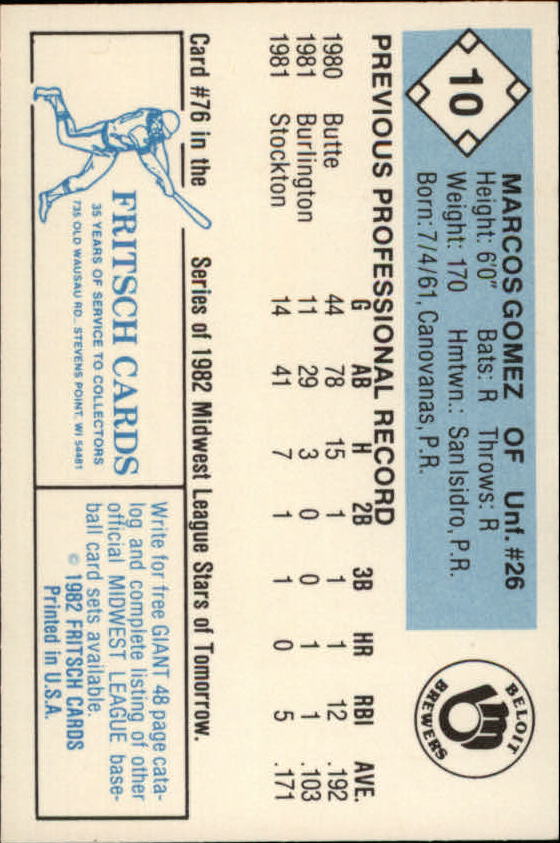 10
MARCOS GOMEZ OF Unf. #26
Height: 6'0" Bats: R Throws: R
Weight: 170 Hmtwn.: San Isidro, P.R.
Born: 7/4/61, Canovanas, P.R.
BELOIT
BREWERS
PREVIOUS PROFESSIONAL RECORD
G AB H 2B 3B HR RBI AVE.
1980 Butte 44 78 15 1 1 1 12 .192
1981 Burlington 11 29 3 0 0 1 1 .103
1981 Stockton 14 41 7 1 1 0 5 .171
Card #76 in the Series of 1982 Midwest League Stars of Tomorrow.
FRITSCH CARDS
35 YEARS OF SERVICE TO COLLECTORS
735 OLD WAUSAU RD., STEVENS POINT, WI 54481
Write for free GIANT 48 page cata-
log and complete listing of other
official MIDWEST LEAGUE base-
ball card sets available.
© 1982 FRITSCH CARDS
Printed in U.S.A.